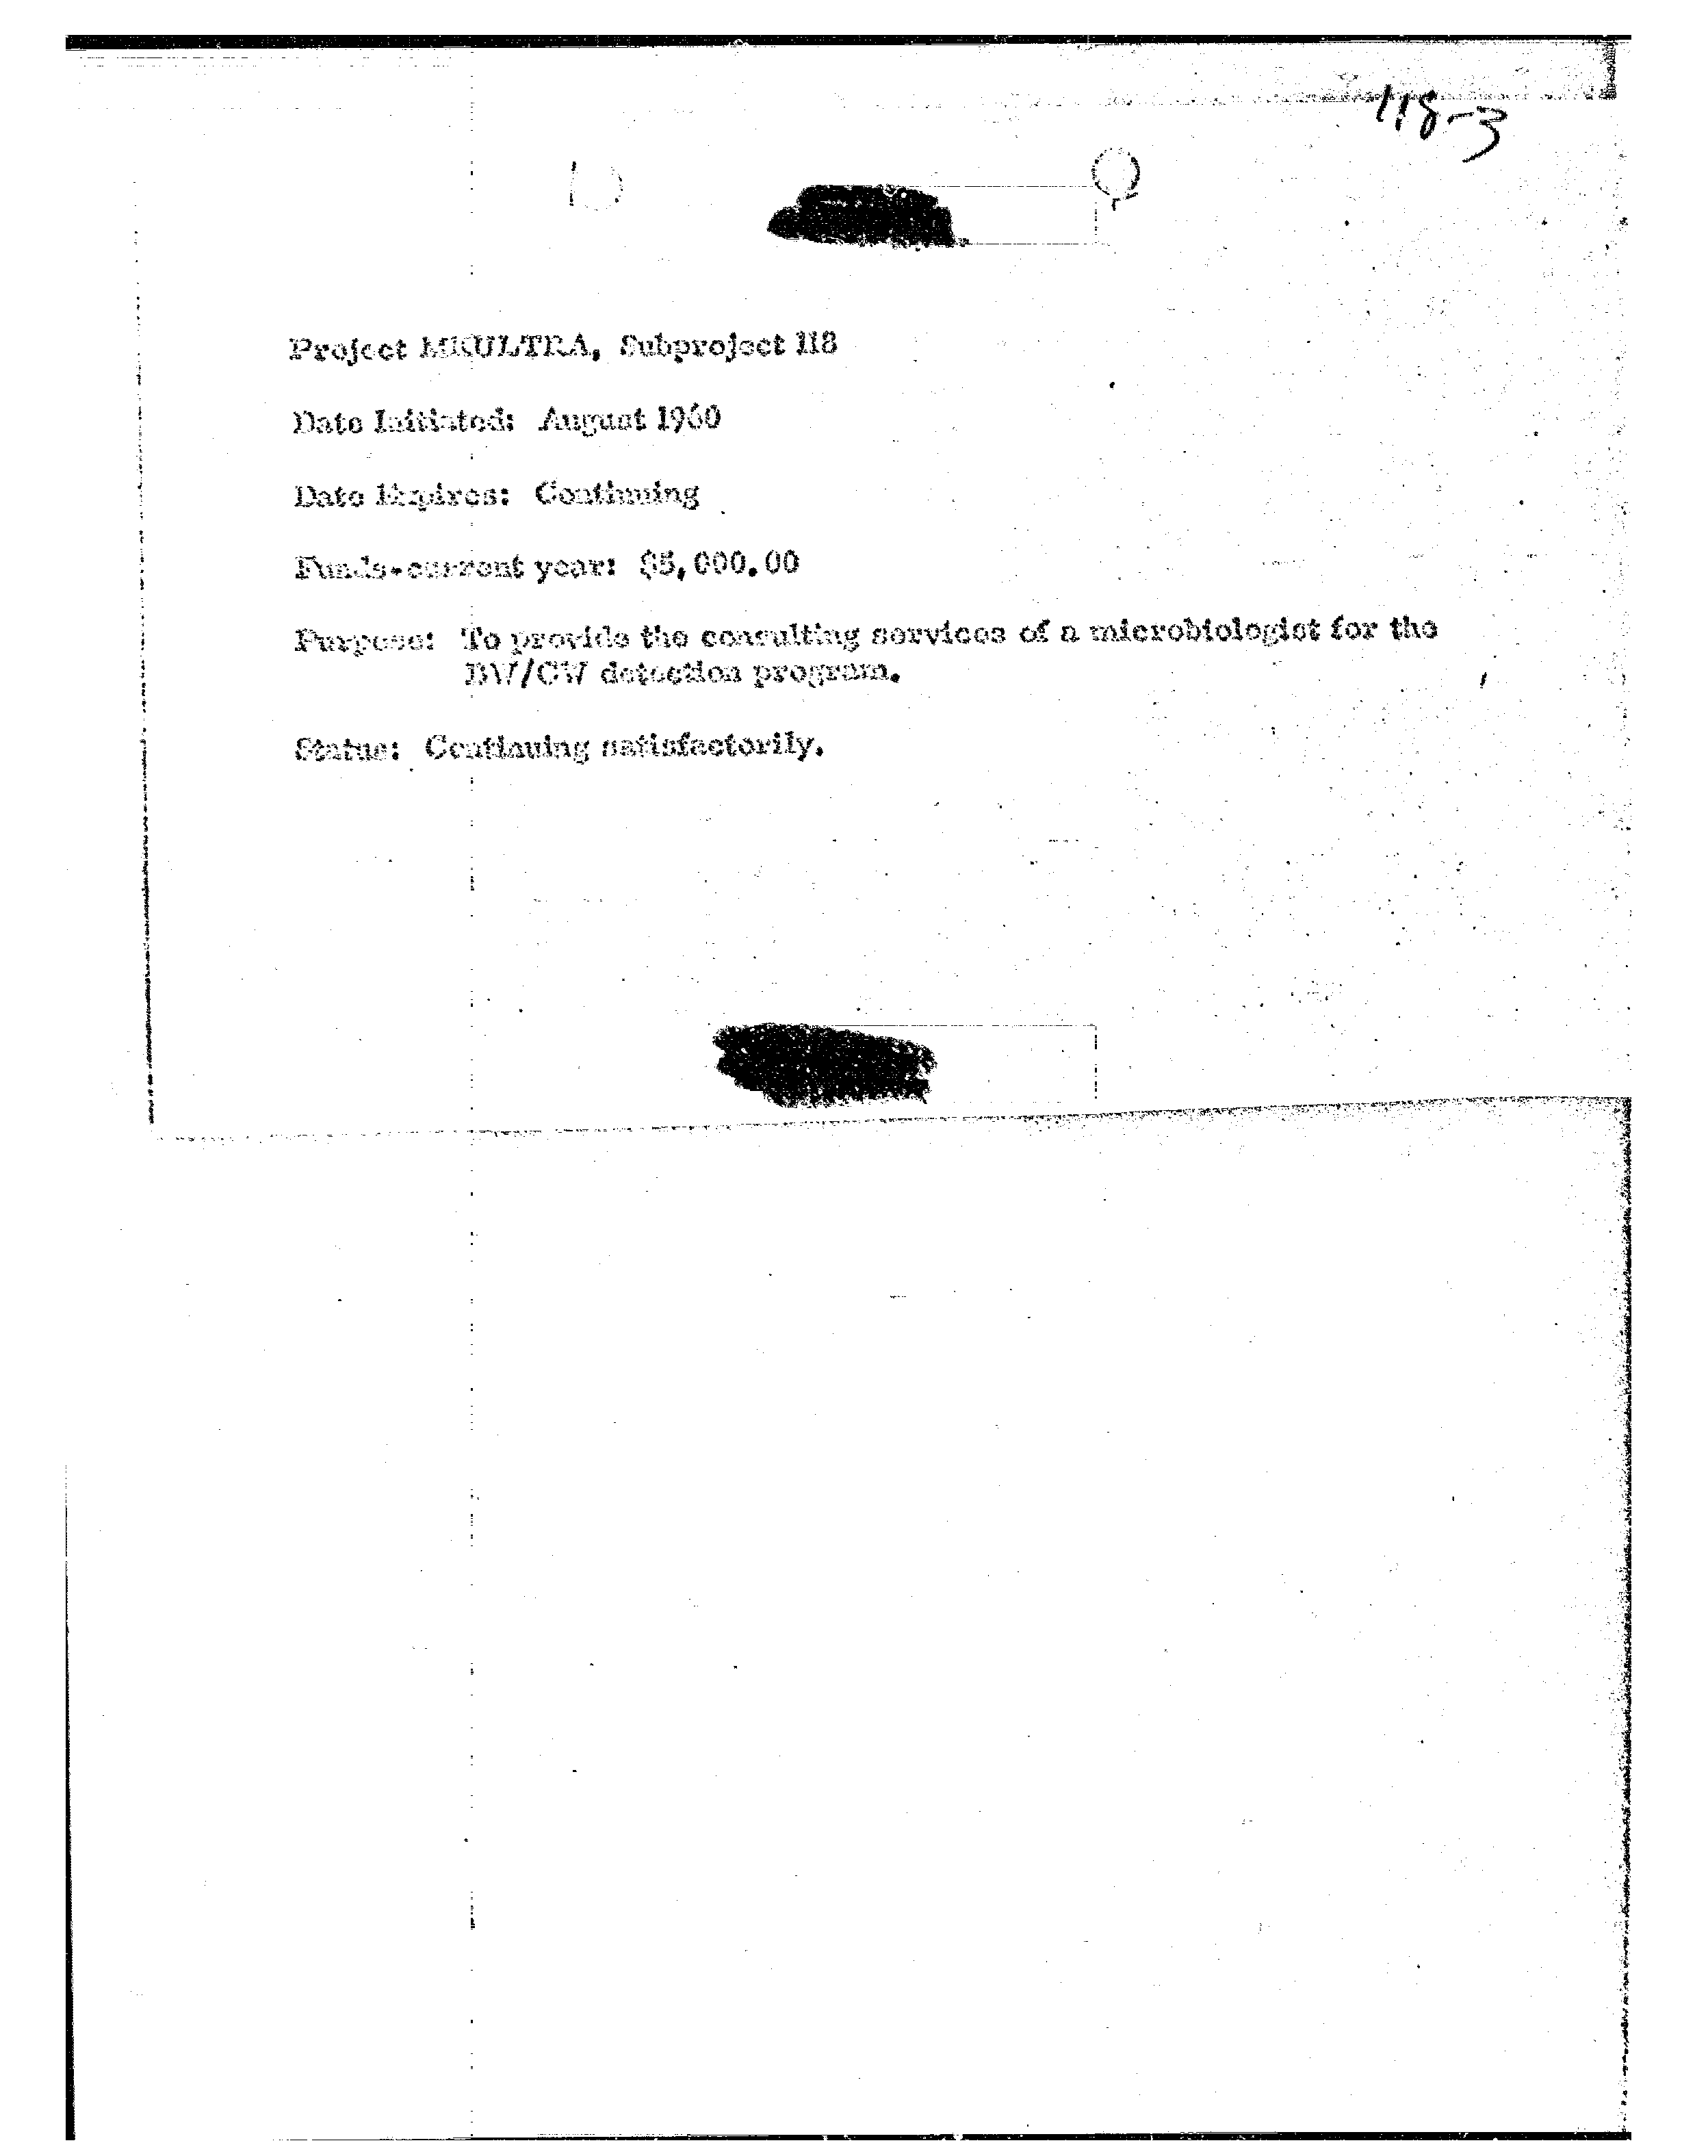 118-3
Project MKULTRA, Subproject 118
Date Initiated: August 1960
Date Expires: Continuing
Funds-current year: $5,000.00
Purpose: To provide the consulting services of a microbiologist for the
BW/CW detection program.
Status: Continuing satisfactorily.